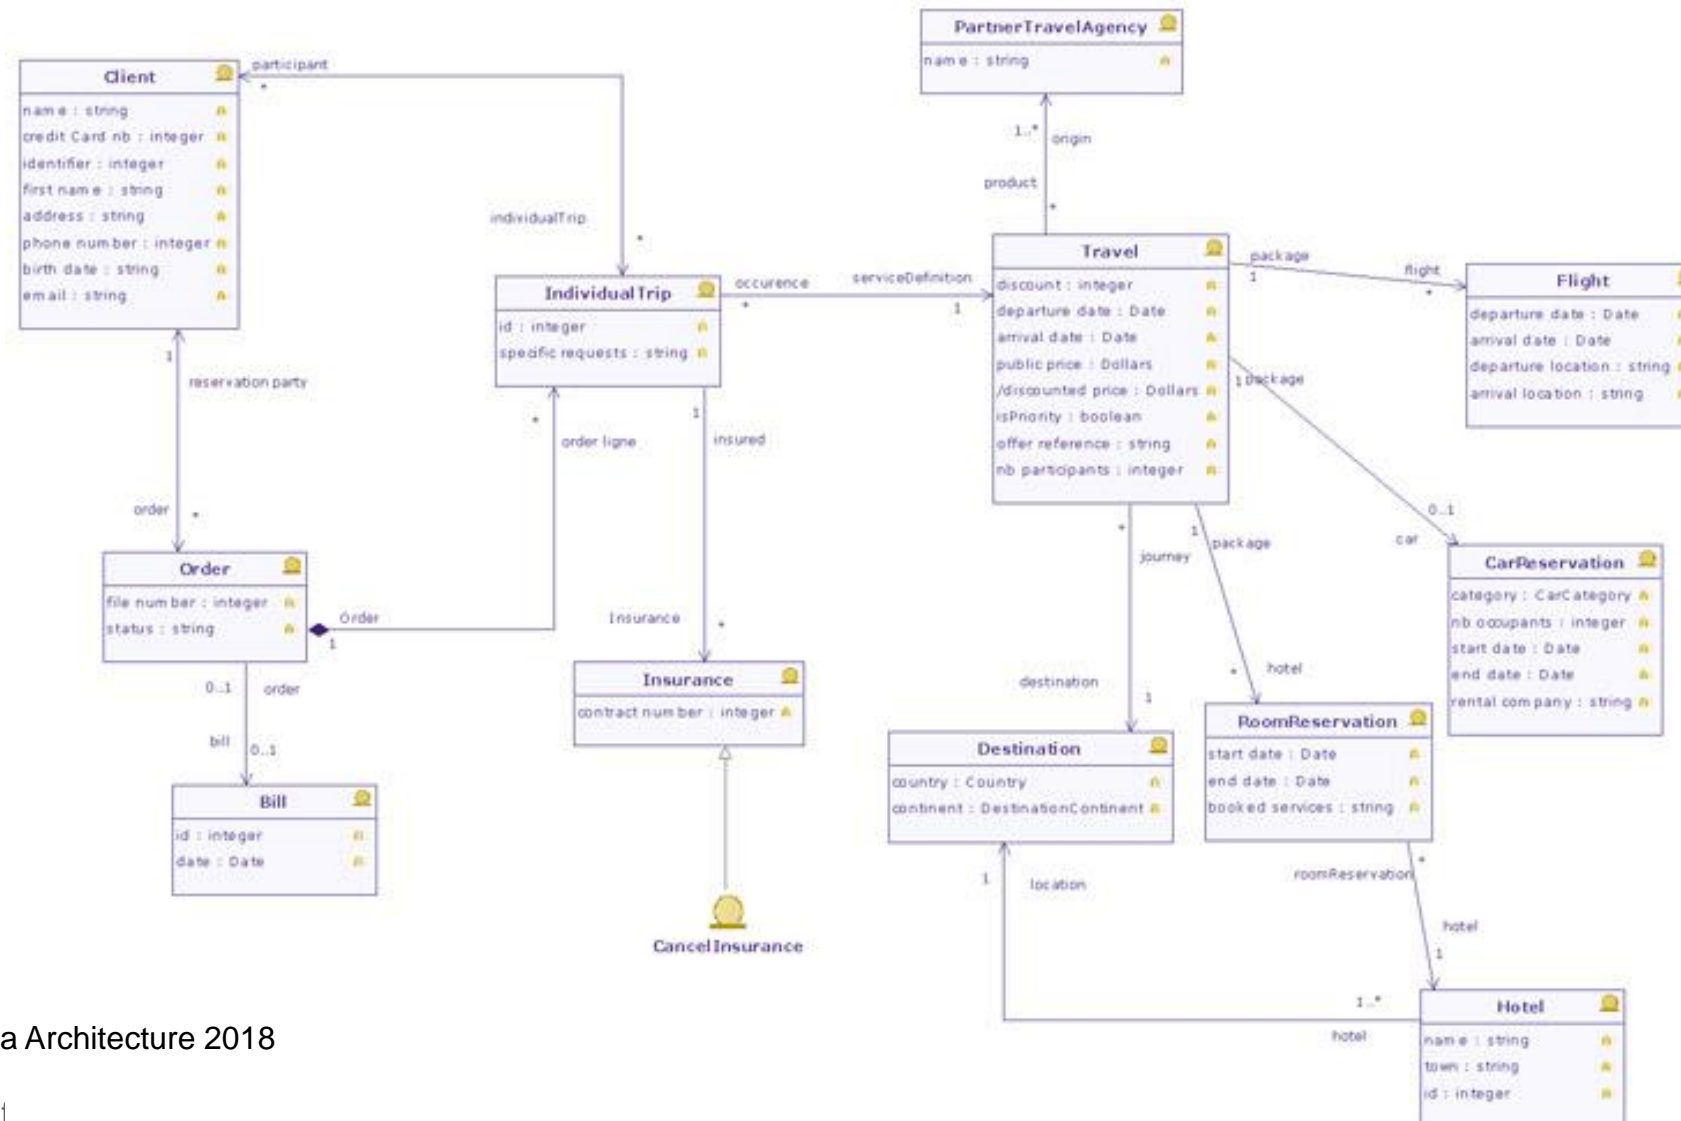 PartnerTravelAgency
name : string
1..*
origin
product
*
Client
name : string
credit Card nb : integer
identifier : integer
first name : string
address : string
phone number : integer
birth date : string
email : string
participant
*
individualTrip
*
IndividualTrip
id : integer
specific requests : string
occurence
*
serviceDefinition
1
Travel
discount : integer
departure date : Date
arrival date : Date
public price : Dollars
/discounted price : Dollars
isPriority : boolean
offer reference : string
nb participants : integer
package
1
flight
*
Flight
departure date : Date
arrival date : Date
departure location : string
arrival location : string
1
package
0..1
car
CarReservation
category : CarCategory
nb occupants : integer
start date : Date
end date : Date
rental company : string
1
reservation party
order
*
Order
file number : integer
status : string
Order
1
*
order ligne
1
insured
Insurance
*
Insurance
contract number : integer
CancelInsurance
0..1
order
bill
0..1
Bill
id : integer
date : Date
*
journey
destination
1
Destination
country : Country
continent : DestinationContinent
1
package
*
hotel
RoomReservation
start date : Date
end date : Date
booked services : string
*
roomReservation
hotel
1
1
location
1..*
hotel
Hotel
name : string
town : string
id : integer
a Architecture 2018